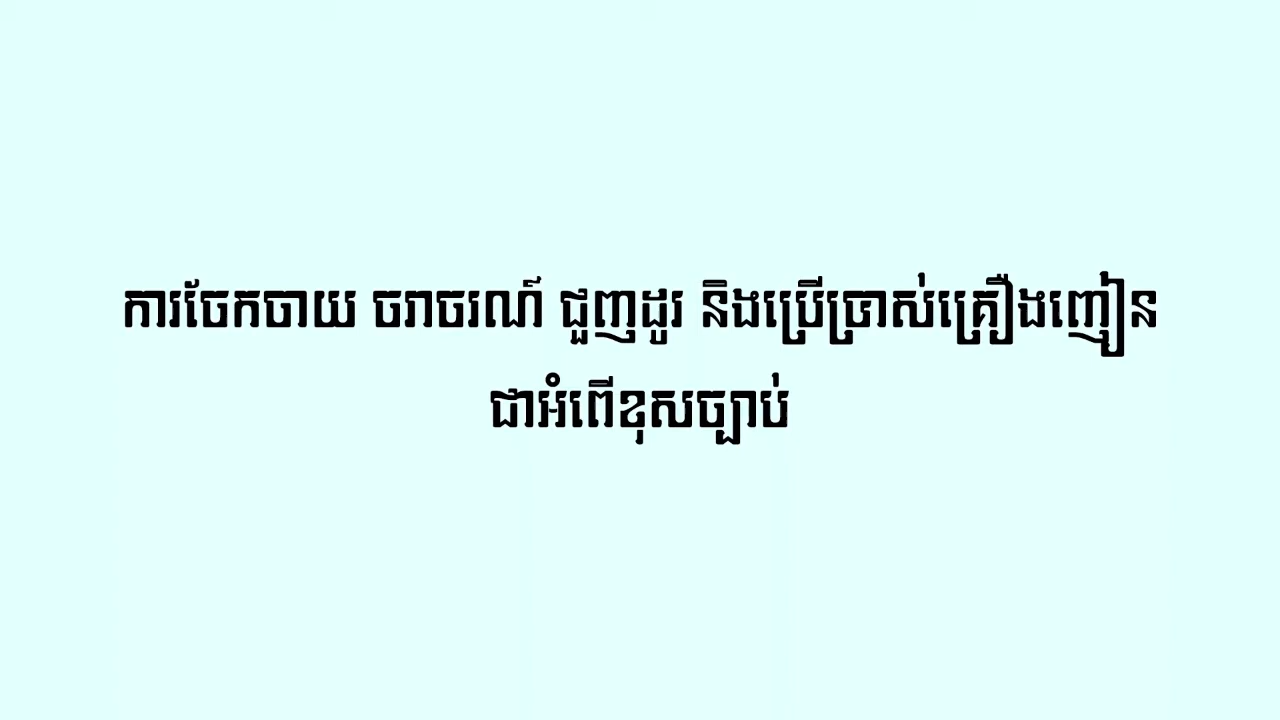 ការចែកចាយ ចរាចរណ៍ ជួញដូរ និងប្រើប្រាស់គ្រឿងញៀន
ជាអំពើខុសច្បាប់